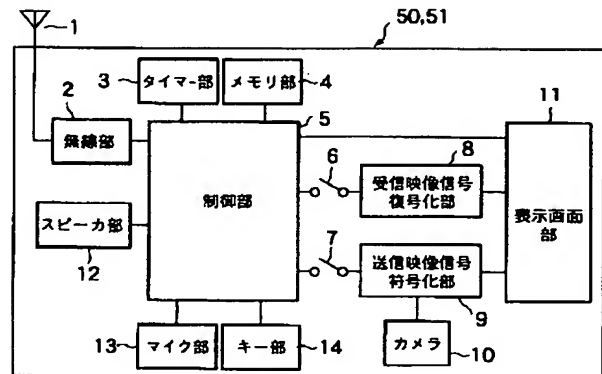 50,51
1
3
タイマー部
メモリ部
4
2
5
11
無線部
6
8
制御部
受信映像信号
復号化部
表示画面
部
スピーカ部
7
送信映像信号
符号化部
12
9
13
マイク部
キー部
14
カメラ
10